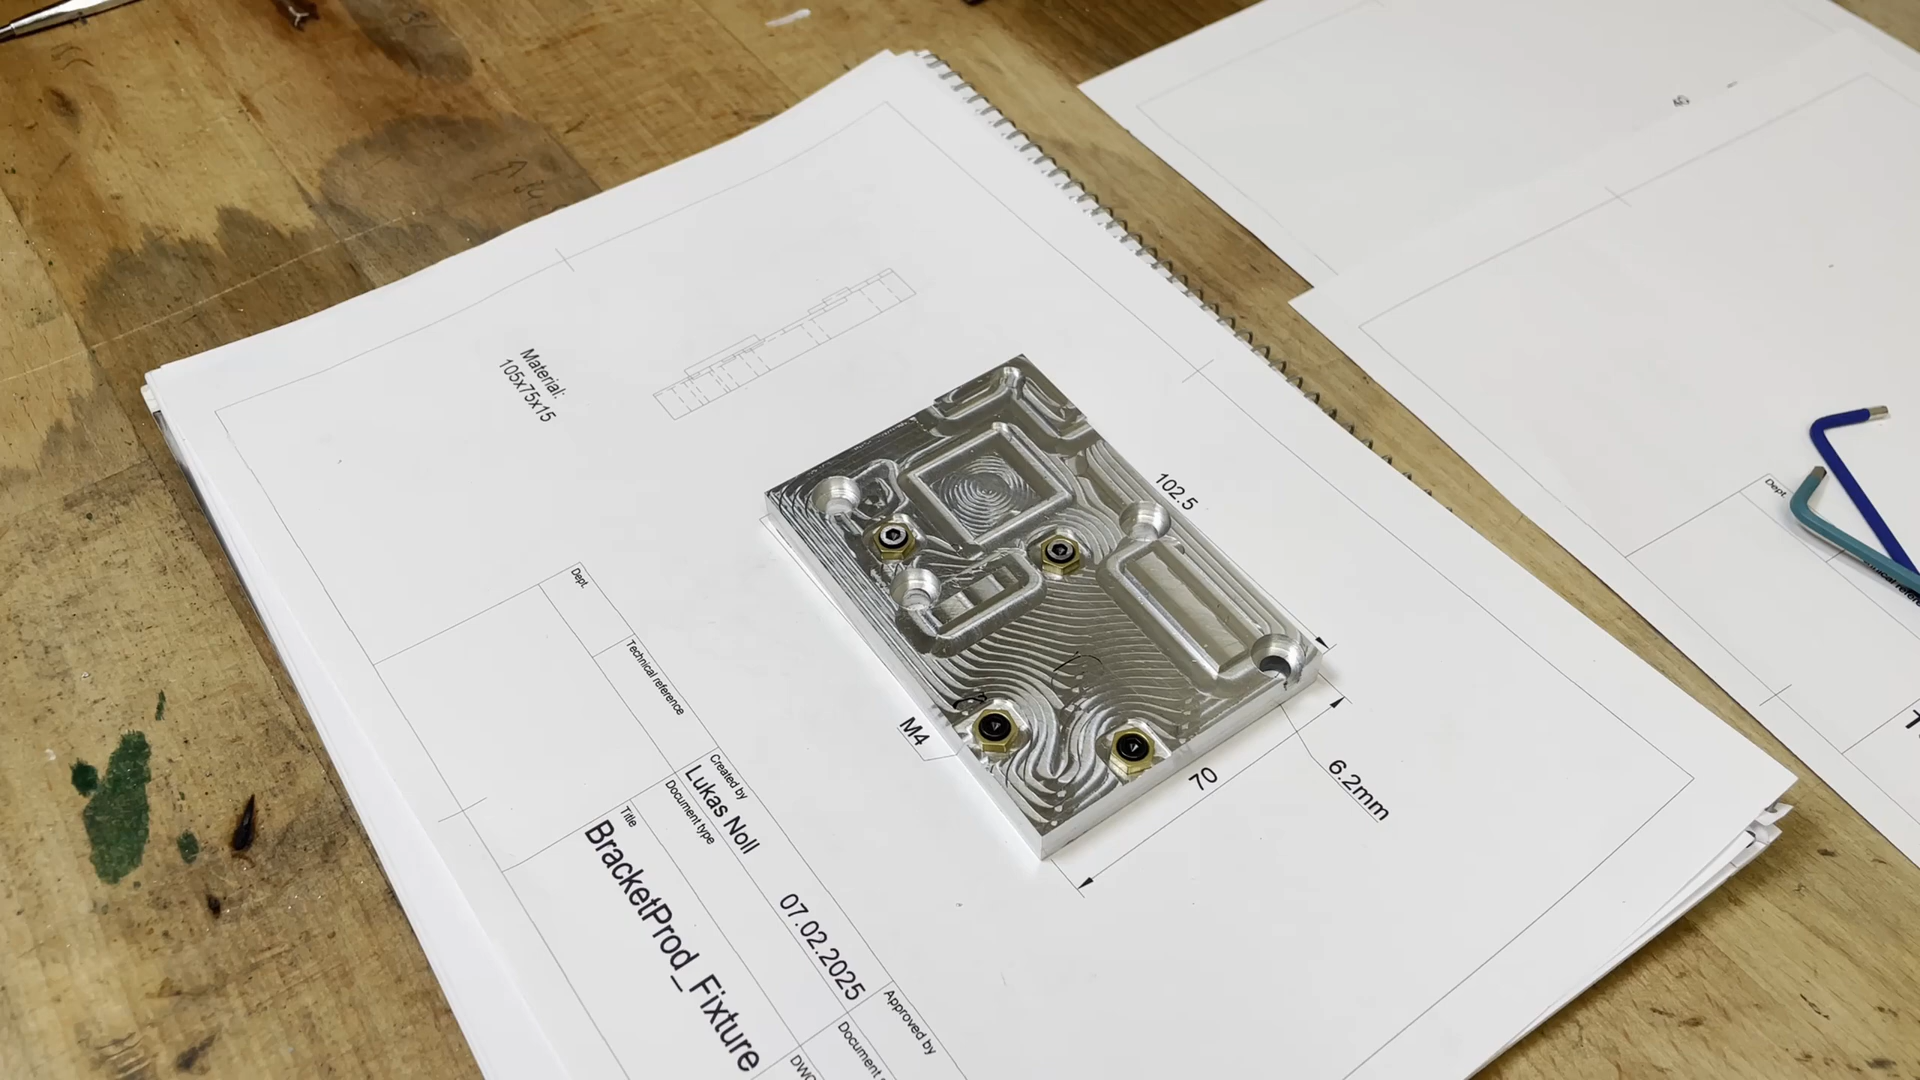 Material:
105x75x15
102.5
M4
70
6.2mm
Dept.
Technical reference
Created by
Lukas Noll
Document type
Title
BracketProd_Fixture
07.02.2025
Approved by
Document
Dept.